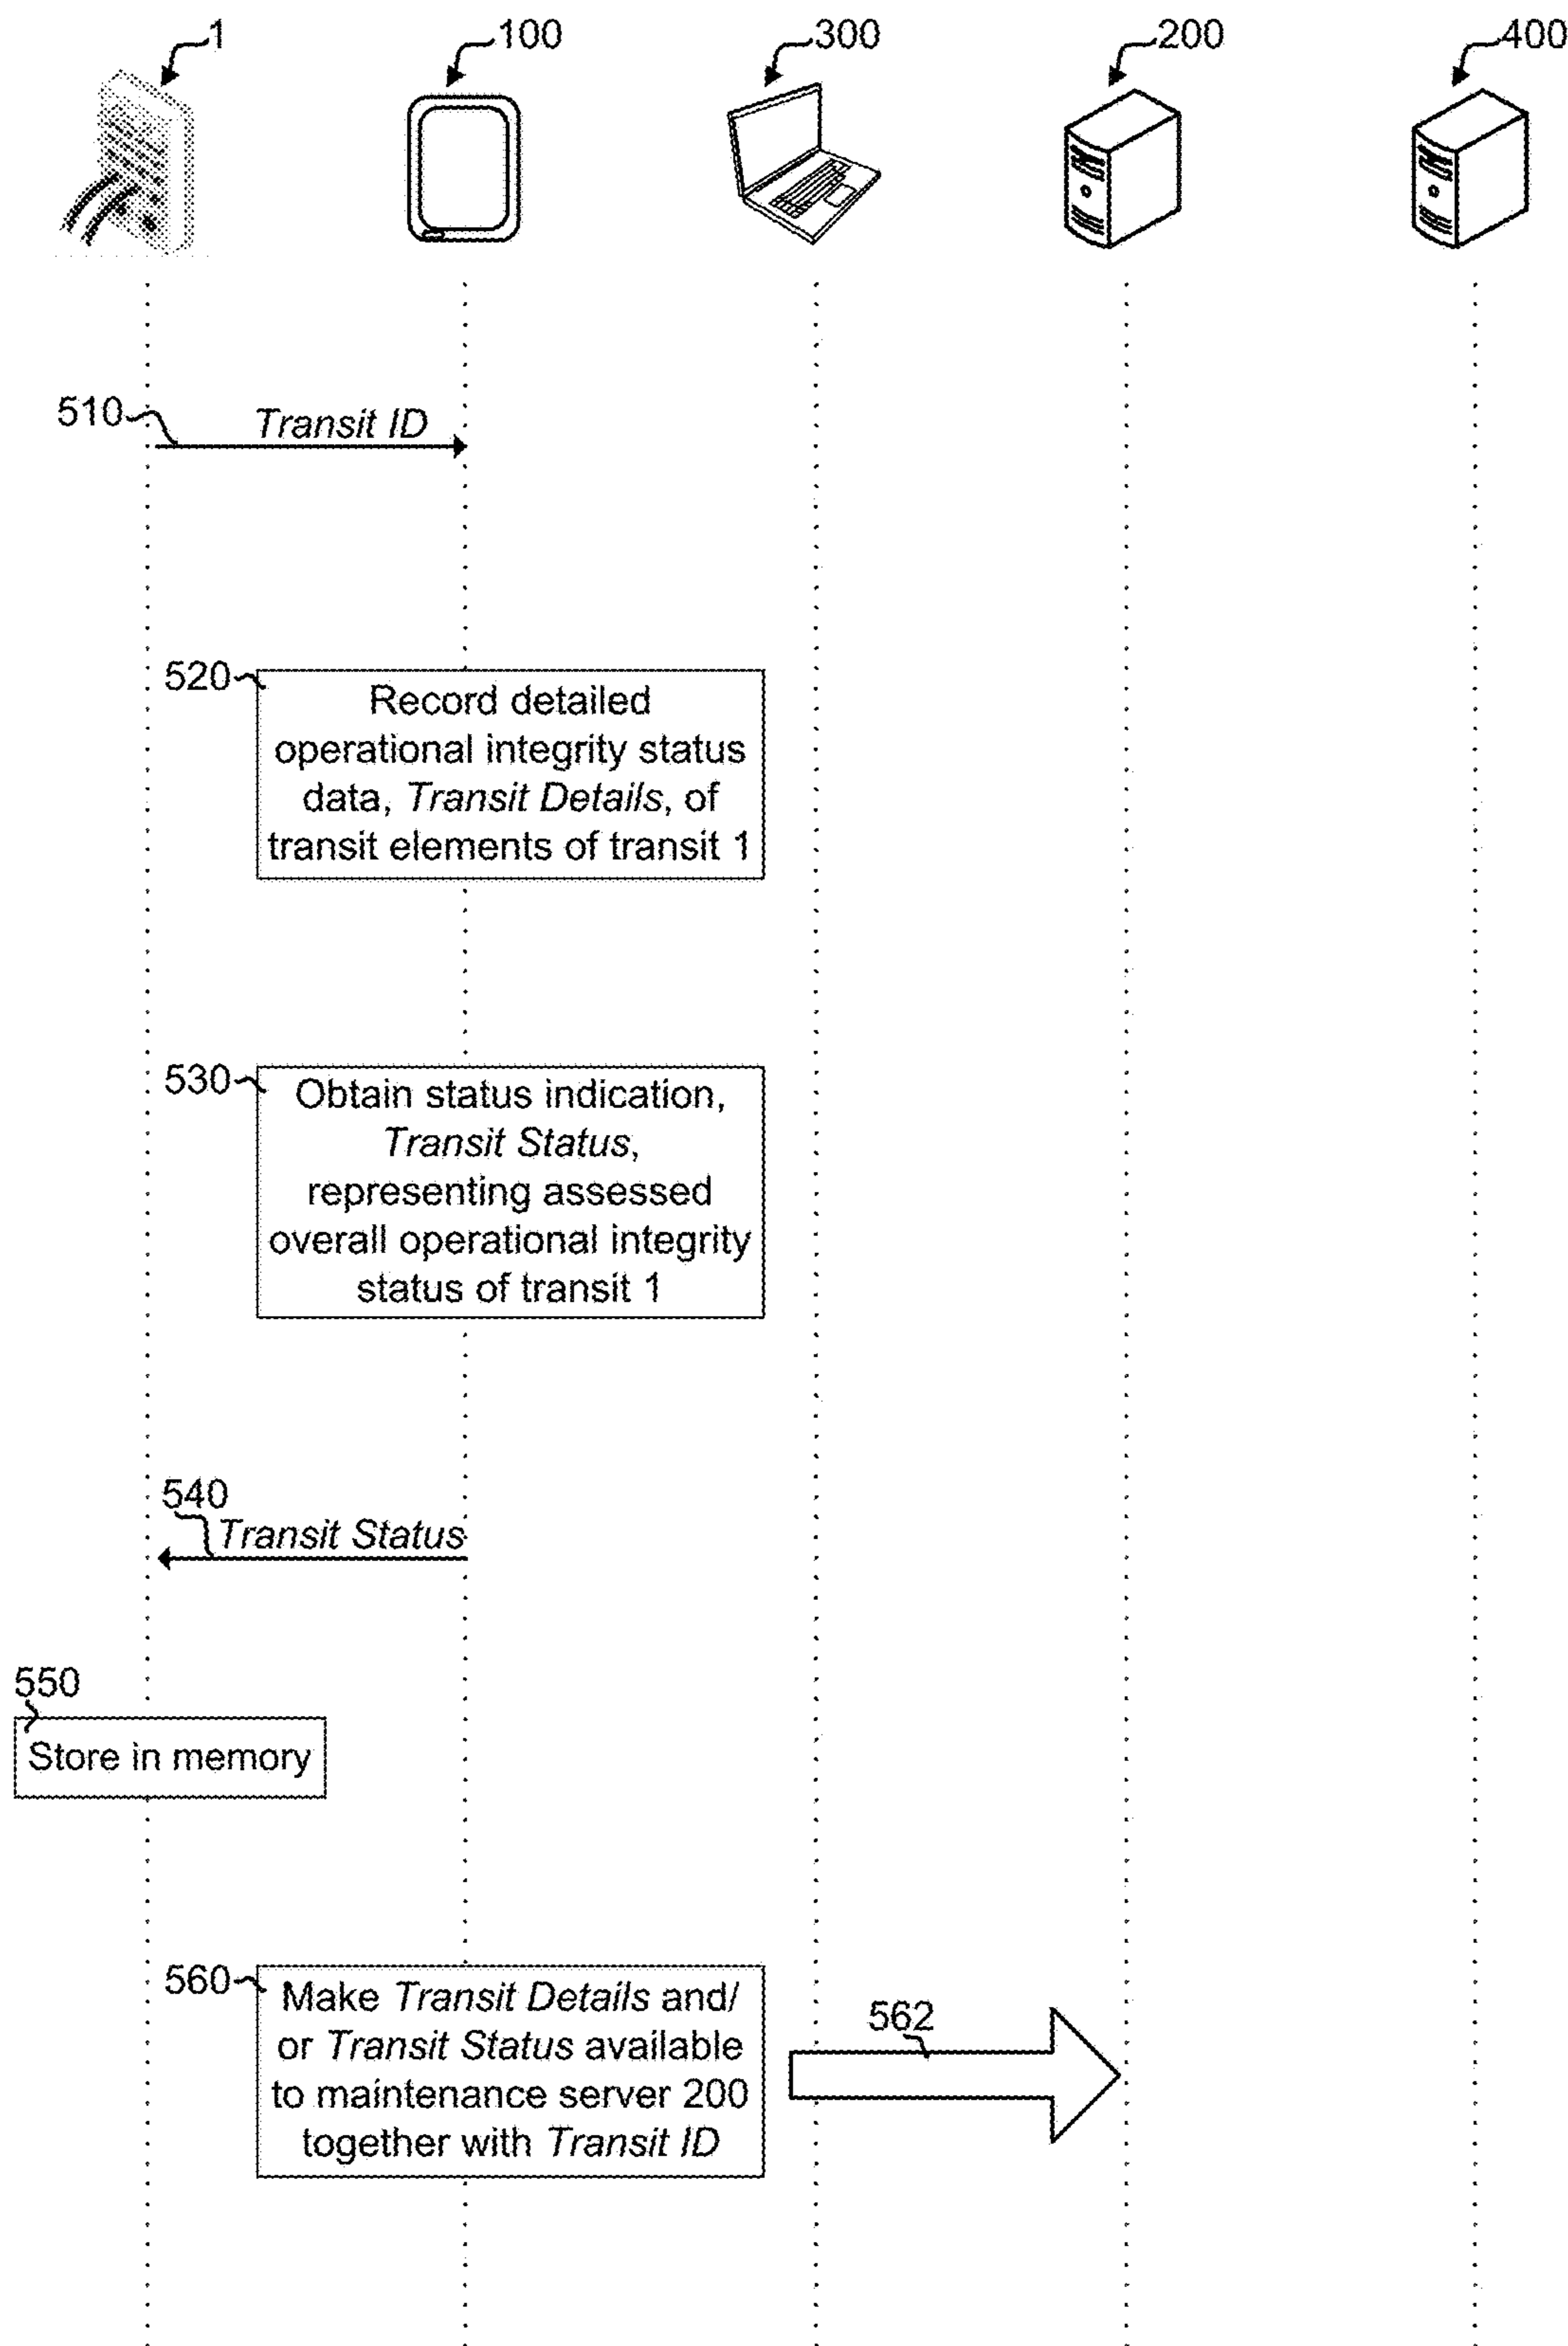 1
100
300
200
400
510
Transit ID
520
Record detailed
operational integrity status
data, Transit Details, of
transit elements of transit 1
530
Obtain status indication,
Transit Status,
representing assessed
overall operational integrity
status of transit 1
540
Transit Status
550
Store in memory
560
Make Transit Details and/
or Transit Status available
to maintenance server 200
together with Transit ID
562